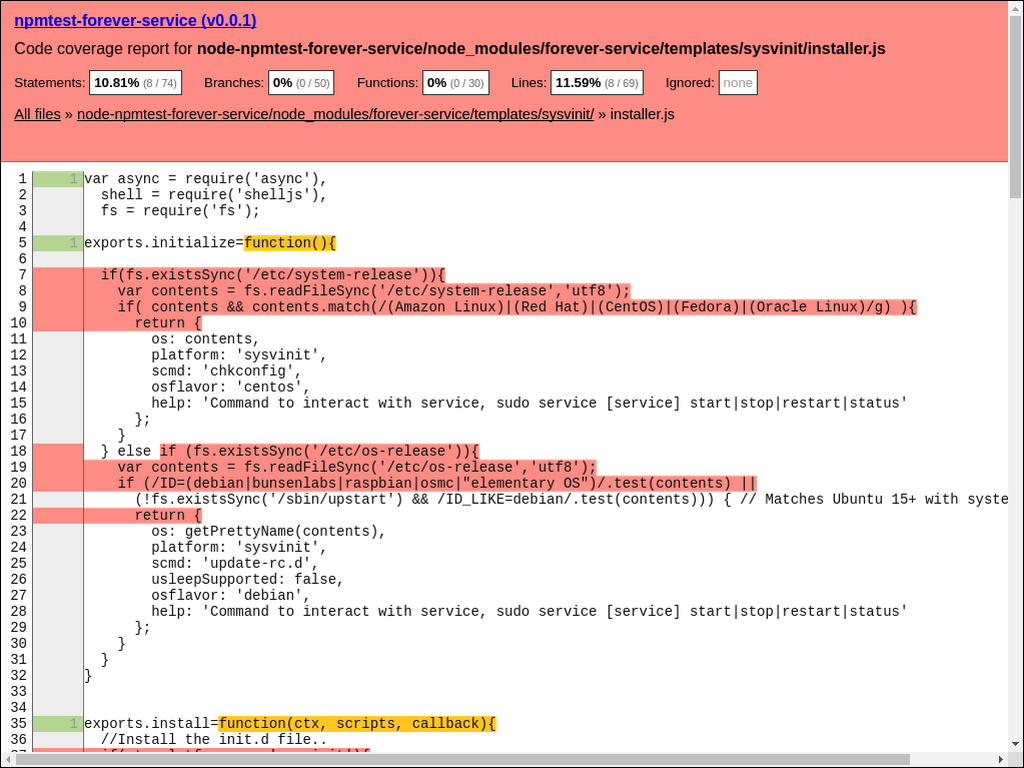 npmtest-forever-service (v0.0.1)
Code coverage report for node-npmtest-forever-service/node_modules/forever-service/templates/sysvinit/installer.js
Statements: 10.81% (8 / 74) Branches: 0% (0 / 50) Functions: 0% (0 / 30) Lines: 11.59% (8 / 69) Ignored: none
All files » node-npmtest-forever-service/node_modules/forever-service/templates/sysvinit/ » installer.js
1 1 var async = require('async'),
2 shell = require('shelljs'),
3 fs = require('fs');
4
5 1 exports.initialize=function(){
6
7 if(fs.existsSync('/etc/system-release')){
8 var contents = fs.readFileSync('/etc/system-release','utf8');
9 if( contents && contents.match(/(Amazon Linux)|(Red Hat)|(CentOS)|(Fedora)|(Oracle Linux)/g) ){
10 return {
11 os: contents,
12 platform: 'sysvinit',
13 scmd: 'chkconfig',
14 osflavor: 'centos',
15 help: 'Command to interact with service, sudo service [service] start|stop|restart|status'
16 };
17 }
18 } else if (fs.existsSync('/etc/os-release')){
19 var contents = fs.readFileSync('/etc/os-release','utf8');
20 if (/ID=(debian|bunsenlabs|raspbian|osmc|"elementary OS")/.test(contents) ||
21 (!fs.existsSync('/sbin/upstart') && /ID_LIKE=debian/.test(contents))) { // Matches Ubuntu 15+ with syste
22 return {
23 os: getPrettyName(contents),
24 platform: 'sysvinit',
25 scmd: 'update-rc.d',
26 usleepSupported: false,
27 osflavor: 'debian',
28 help: 'Command to interact with service, sudo service [service] start|stop|restart|status'
29 };
30 }
31 }
32 }
33
34
35 1 exports.install=function(ctx, scripts, callback){
36 //Install the init.d file..